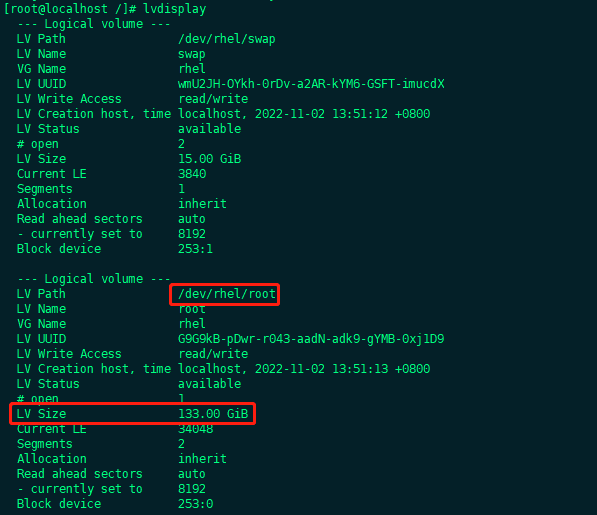 [root@localhost /]# lvdisplay
--- Logical volume ---
LV Path                /dev/rhel/swap
LV Name                swap
VG Name                rhel
LV UUID                wmU2JH-OYkh-0rDv-a2AR-kYM6-GSFT-imucdX
LV Write Access        read/write
LV Creation host, time localhost, 2022-11-02 13:51:12 +0800
LV Status              available
# open                 2
LV Size                15.00 GiB
Current LE             3840
Segments               1
Allocation             inherit
Read ahead sectors     auto
- currently set to     8192
Block device           253:1
--- Logical volume ---
LV Path                /dev/rhel/root
LV Name                root
VG Name                rhel
LV UUID                G9G9kB-pDwr-r043-aadN-adk9-gYMB-0xj1D9
LV Write Access        read/write
LV Creation host, time localhost, 2022-11-02 13:51:13 +0800
LV Status              available
# open                 1
LV Size                133.00 GiB
Current LE             34048
Segments               2
Allocation             inherit
Read ahead sectors     auto
- currently set to     8192
Block device           253:0